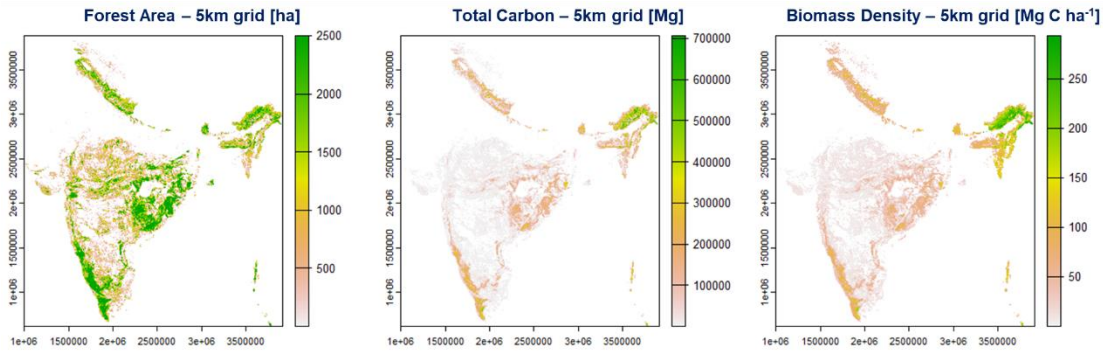 Forest Area – 5km grid [ha]
Total Carbon – 5km grid [Mg]
Biomass Density – 5km grid [Mg C ha-1]
3500000
3e+06
2500000
2e+06
1500000
1e+06
1e+06 1500000 2e+06 2500000 3e+06 3500000
2500
2000
1500
1000
500
3500000
3e+06
2500000
2e+06
1500000
1e+06
1e+06 1500000 2e+06 2500000 3e+06 3500000
700000
600000
500000
400000
300000
200000
100000
3500000
3e+06
2500000
2e+06
1500000
1e+06
1e+06 1500000 2e+06 2500000 3e+06 3500000
250
200
150
100
50